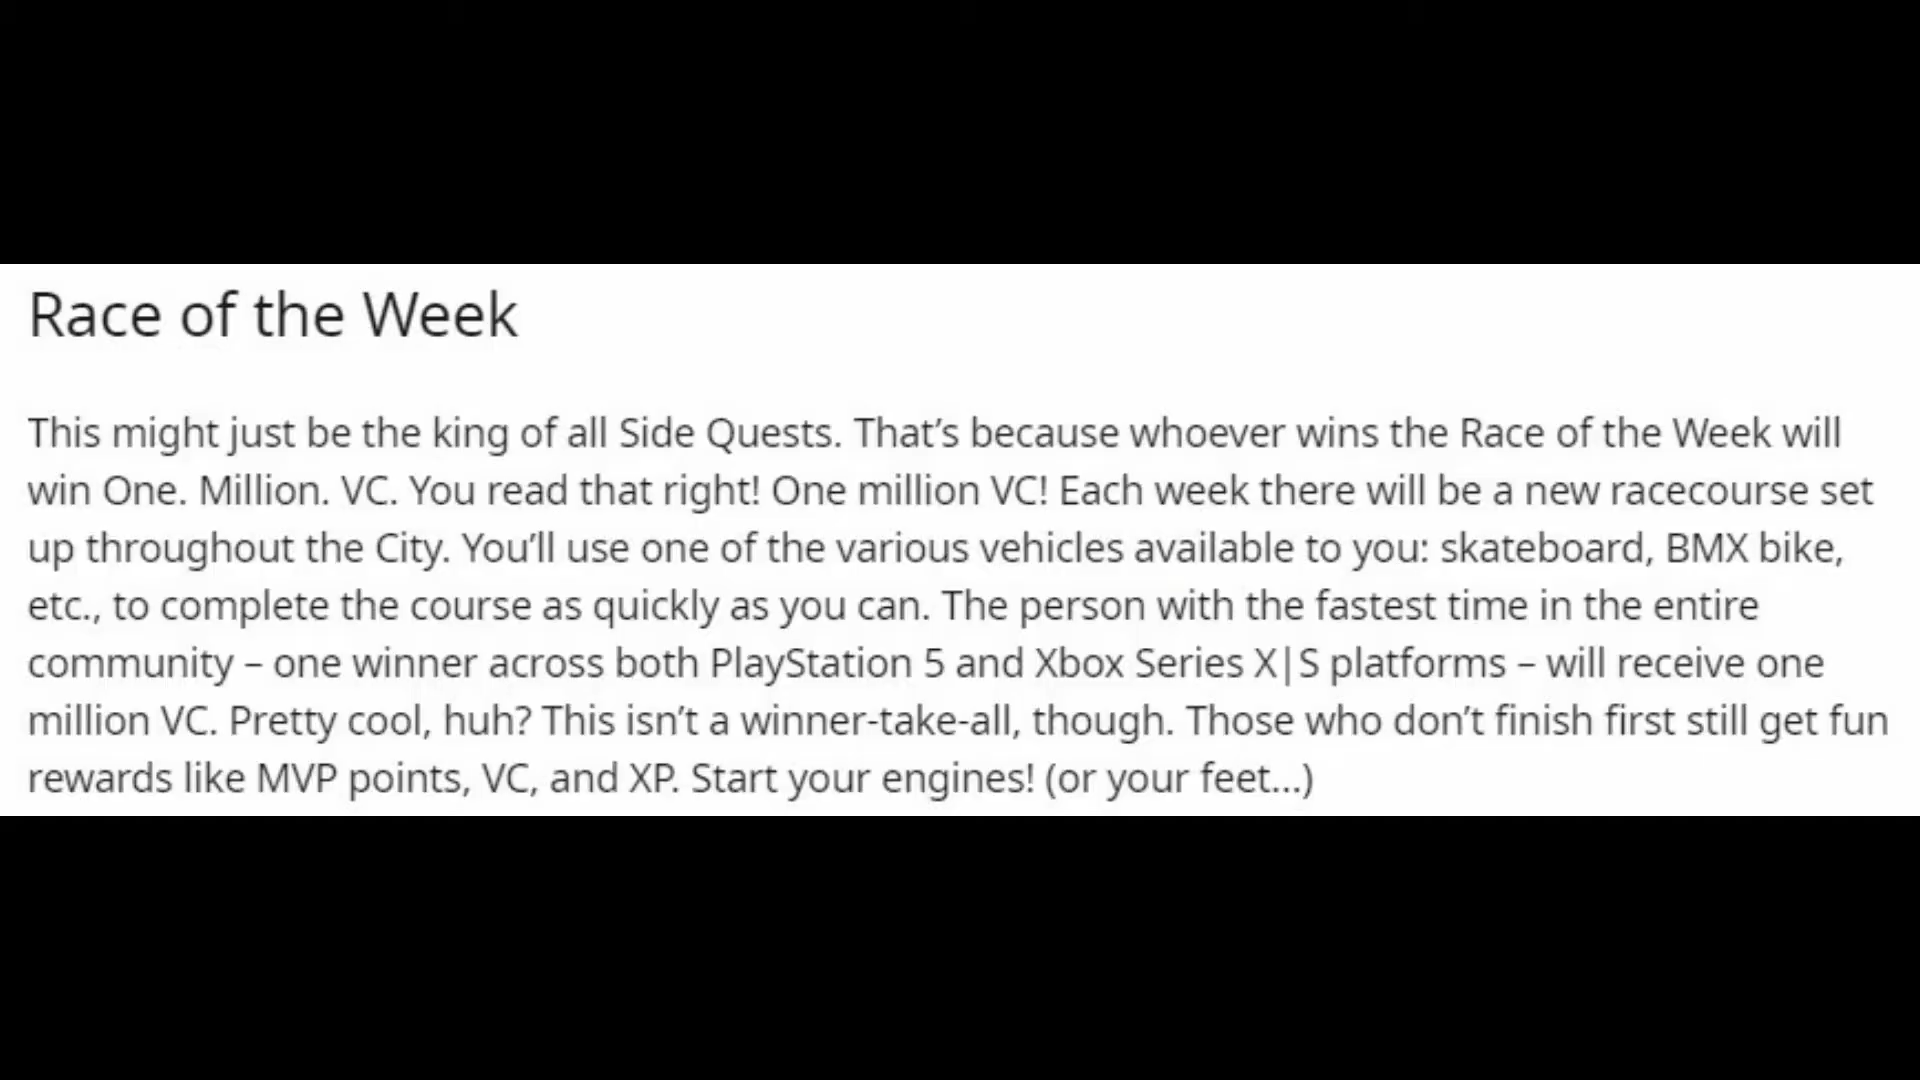 Race of the Week
This might just be the king of all Side Quests. That’s because whoever wins the Race of the Week will
win One. Million. VC. You read that right! One million VC! Each week there will be a new racecourse set
up throughout the City. You’ll use one of the various vehicles available to you: skateboard, BMX bike,
etc., to complete the course as quickly as you can. The person with the fastest time in the entire
community – one winner across both PlayStation 5 and Xbox Series X|S platforms – will receive one
million VC. Pretty cool, huh? This isn’t a winner-take-all, though. Those who don’t finish first still get fun
rewards like MVP points, VC, and XP. Start your engines! (or your feet…)